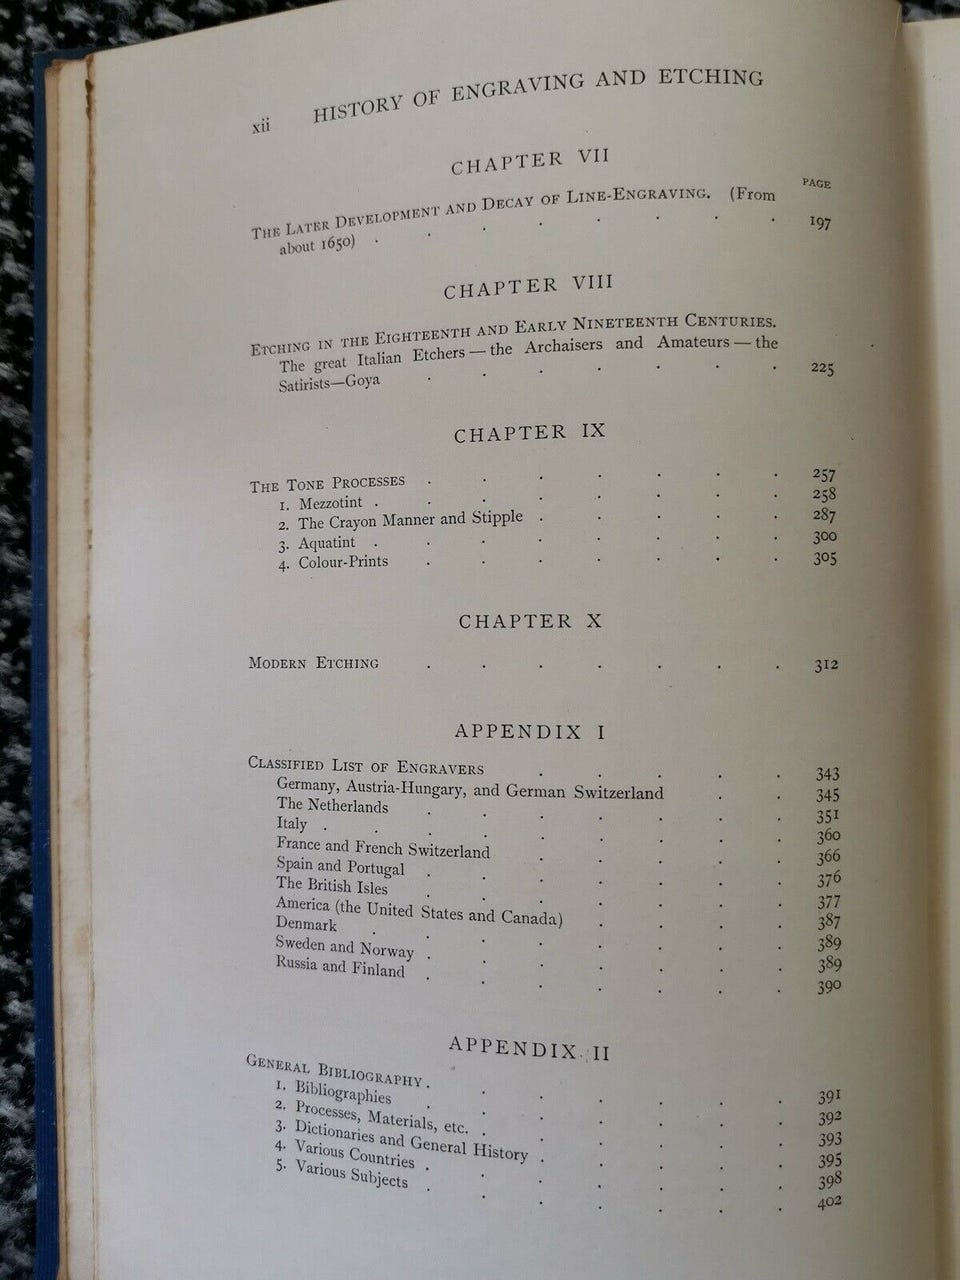 xii HISTORY OF ENGRAVING AND ETCHING
CHAPTER VII
PAGE
THE LATER DEVELOPMENT AND DECAY OF LINE-ENGRAVING. (From
about 1650) . . . . . . . . 197
CHAPTER VIII
ETCHING IN THE EIGHTEENTH AND EARLY NINETEENTH CENTURIES.
The great Italian Etchers — the Archaisers and Amateurs — the
Satirists—Goya . . . . . . . 225
CHAPTER IX
THE TONE PROCESSES . . . . . . . 257
1. Mezzotint . . . . . . . . 258
2. The Crayon Manner and Stipple . . . . . 287
3. Aquatint . . . . . . . . 300
4. Colour-Prints . . . . . . . 305
CHAPTER X
MODERN ETCHING . . . . . . . 312
APPENDIX I
CLASSIFIED LIST OF ENGRAVERS . . . . . 343
Germany, Austria-Hungary, and German Switzerland . . 345
The Netherlands . . . . . . . 351
Italy . . . . . . . . . 360
France and French Switzerland . . . . . 366
Spain and Portugal . . . . . . . 376
The British Isles . . . . . . . 377
America (the United States and Canada) . . . . 387
Denmark . . . . . . . . 389
Sweden and Norway . . . . . . . 389
Russia and Finland . . . . . . . 390
APPENDIX II
GENERAL BIBLIOGRAPHY . . . . . . . 391
1. Bibliographies . . . . . . . 392
2. Processes, Materials, etc. . . . . . . 393
3. Dictionaries and General History . . . . . 395
4. Various Countries . . . . . . . 398
5. Various Subjects . . . . . . . 402